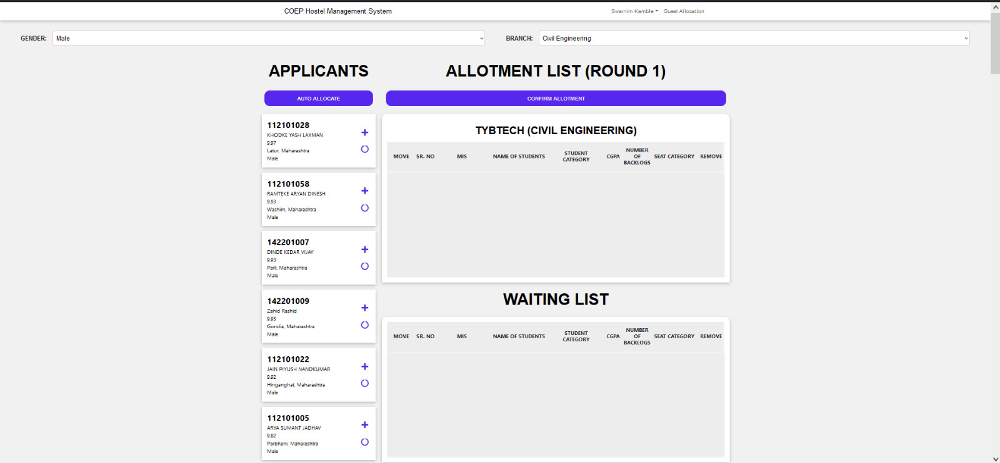 COEP Hostel Management System
Swarnim Kamble
Guest Allocation
GENDER:
Male
BRANCH:
Civil Engineering
APPLICANTS
ALLOTMENT LIST (ROUND 1)
AUTO ALLOCATE
CONFIRM ALLOTMENT
112101028
KHODKE YASH LAXMAN
9.97
Latur, Maharashtra
Male
112101058
RAMTEKE ARYAN DINESH
9.93
Washim, Maharashtra
Male
142201007
DINDE KEDAR VIJAY
9.93
Parli, Maharashtra
Male
142201009
Zahid Rashid
9.93
Gondia, Maharashtra
Male
112101022
JAIN PIYUSH NANDKUMAR
9.92
Hinganghat, Maharashtra
Male
112101005
ARYA SUMANT JADHAV
9.82
Parbhani, Maharashtra
Male
TYBTECH (CIVIL ENGINEERING)
MOVE SR. NO MIS NAME OF STUDENTS STUDENT CATEGORY CGPA NUMBER OF BACKLOGS SEAT CATEGORY REMOVE
WAITING LIST
MOVE SR. NO MIS NAME OF STUDENTS STUDENT CATEGORY CGPA NUMBER OF BACKLOGS SEAT CATEGORY REMOVE